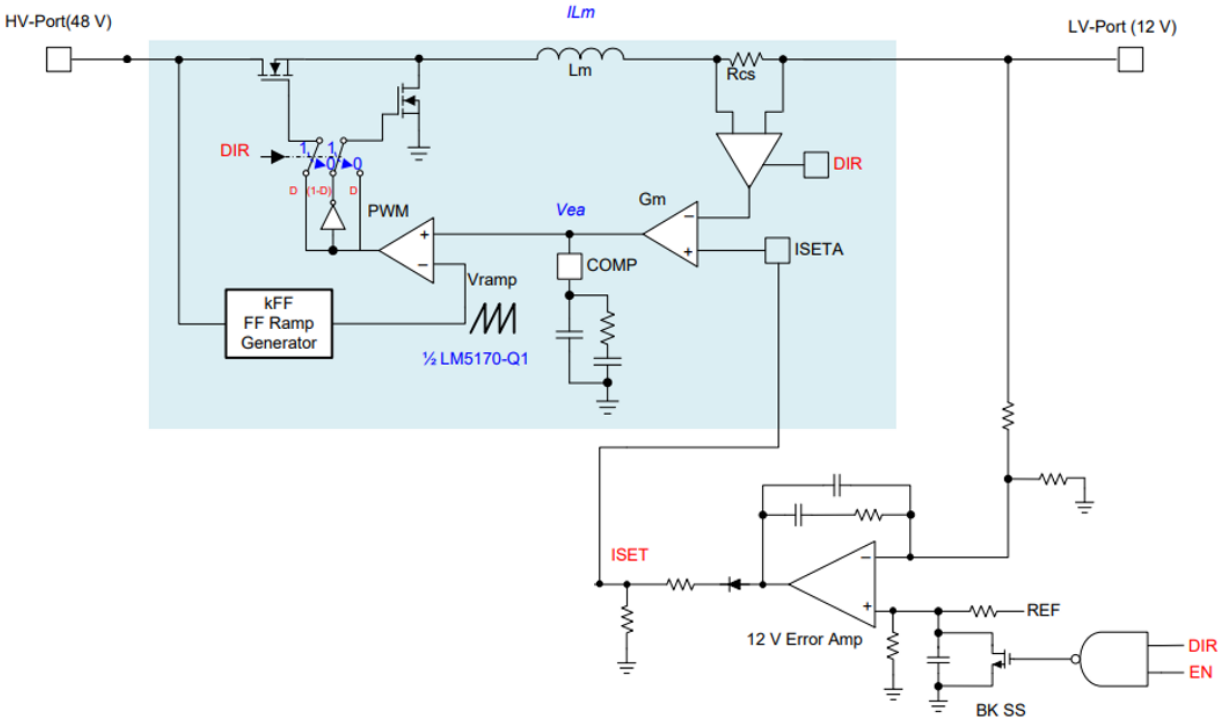 ILm
HV-Port(48 V)
LV-Port (12 V)
Lm
Rcs
DIR
1
1
0
0
DIR
D
(1-D)
D
PWM
Vea
Gm
+
−
−
+
ISETA
COMP
Vramp
kFF
FF Ramp
Generator
½ LM5170-Q1
ISET
−
+
REF
12 V Error Amp
DIR
EN
BK SS